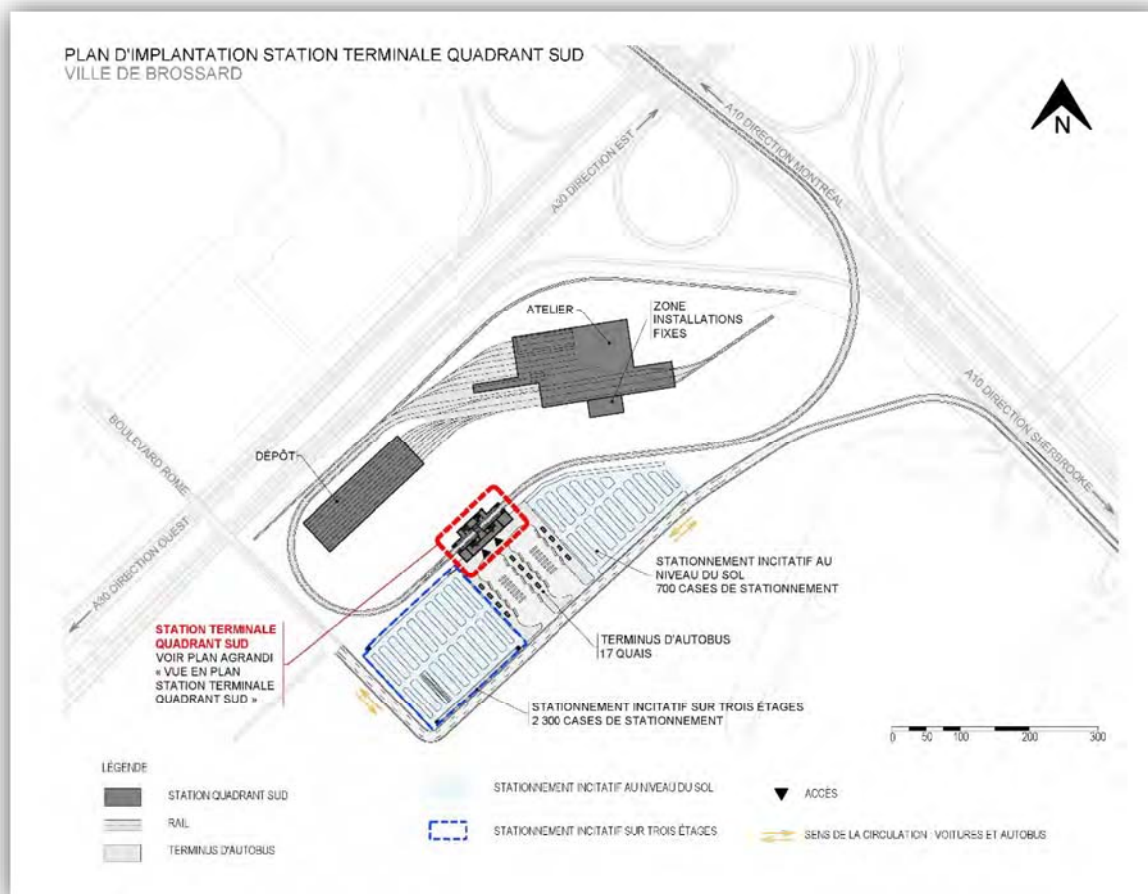 PLAN D'IMPLANTATION STATION TERMINALE QUADRANT SUD
VILLE DE BROSSARD
N
A10 DIRECTION MONTRÉAL
A30 DIRECTION EST
ATELIER
ZONE
INSTALLATIONS
FIXES
A10 DIRECTION SHERBROOKE
BOULEVARD ROME
DÉPÔT
A30 DIRECTION OUEST
STATIONNEMENT INCITATIF AU
NIVEAU DU SOL
700 CASES DE STATIONNEMENT
STATION TERMINALE
QUADRANT SUD
VOIR PLAN AGRANDI
« VUE EN PLAN
STATION TERMINALE
QUADRANT SUD »
TERMINUS D'AUTOBUS
17 QUAIS
STATIONNEMENT INCITATIF SUR TROIS ÉTAGES
2 300 CASES DE STATIONNEMENT
0 50 100 200 300
LÉGENDE
STATION QUADRANT SUD
RAIL
TERMINUS D'AUTOBUS
STATIONNEMENT INCITATIF AU NIVEAU DU SOL
STATIONNEMENT INCITATIF SUR TROIS ÉTAGES
ACCÈS
SENS DE LA CIRCULATION : VOITURES ET AUTOBUS